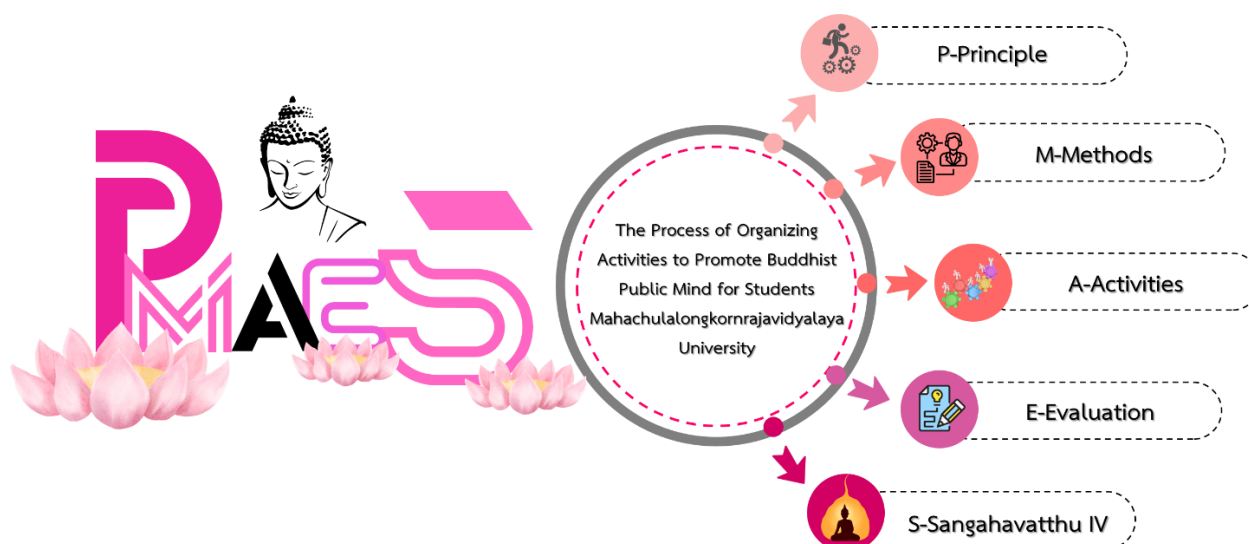 PMAES
The Process of Organizing
Activities to Promote Buddhist
Public Mind for Students
Mahachulalongkornrajavidyalaya
University
P-Principle
M-Methods
A-Activities
E-Evaluation
S-Sangahavatthu IV